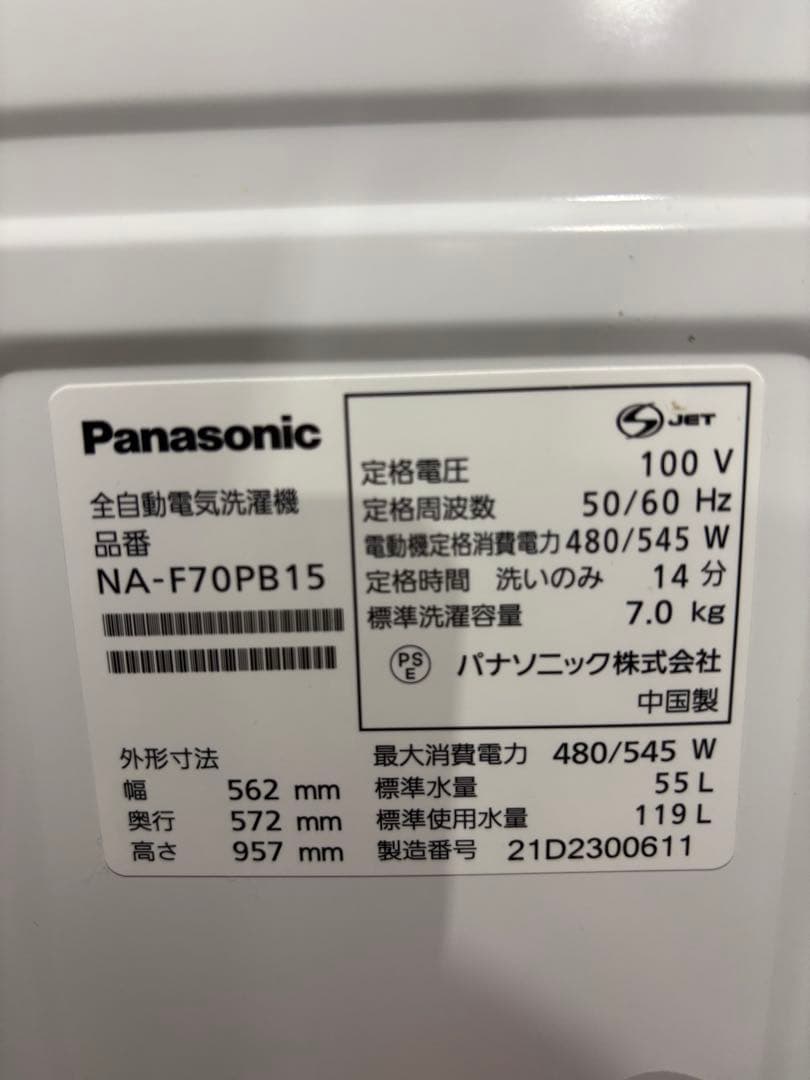 Panasonic
全自動電気洗濯機
品番
NA-F70PB15
JET
定格電圧 100 V
定格周波数 50/60 Hz
電動機定格消費電力 480/545 W
定格時間 洗いのみ 14 分
標準洗濯容量 7.0 kg
PS
E
パナソニック株式会社
中国製
外形寸法
幅 562 mm
奥行 572 mm
高さ 957 mm
最大消費電力 480/545 W
標準水量 55 L
標準使用水量 119 L
製造番号 21D2300611